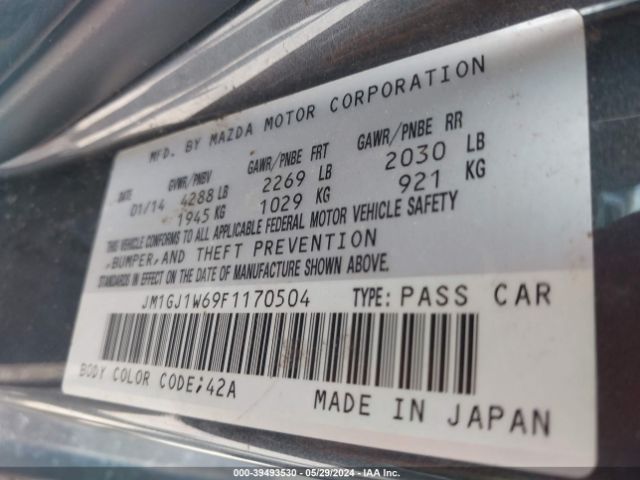 MFD. BY MAZDA MOTOR CORPORATION
DATE GVWR/PNBV GAWR/PNBE FRT GAWR/PNBE RR
01/14 4288 LB 2269 LB 2030 LB
1945 KG 1029 KG 921 KG
THIS VEHICLE CONFORMS TO ALL APPLICABLE FEDERAL MOTOR VEHICLE SAFETY
,BUMPER,AND THEFT PREVENTION
STANDARDS IN EFFECT ON THE DATE OF MANUFACTURE SHOWN ABOVE.
JM1GJ1W69F1170504 TYPE: PASS CAR
BODY COLOR CODE;42A
MADE IN JAPAN
000-39493530 - 05/29/2024 - IAA Inc.